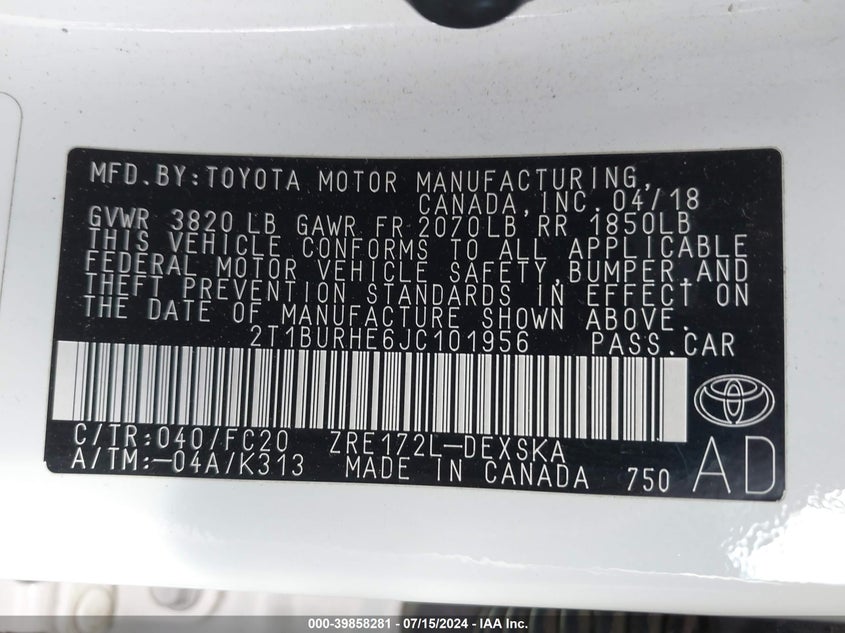 MFD.BY:TOYOTA MOTOR MANUFACTURING,
CANADA,INC. 04/18
GVWR 3820 LB GAWR FR 2070LB RR 1850LB
THIS VEHICLE CONFORMS TO ALL APPLICABLE
FEDERAL MOTOR VEHICLE SAFETY,BUMPER,AND
THEFT PREVENTION STANDARDS IN EFFECT ON
THE DATE OF MANUFACTURE SHOWN ABOVE.
2T1BURHE6JC101956 PASS.CAR
C/TR:040/FC20 ZRE172L-DEXSKA
A/TM:-04A/K313 MADE IN CANADA 750 AD
000-39858281 - 07/15/2024 - IAA Inc.